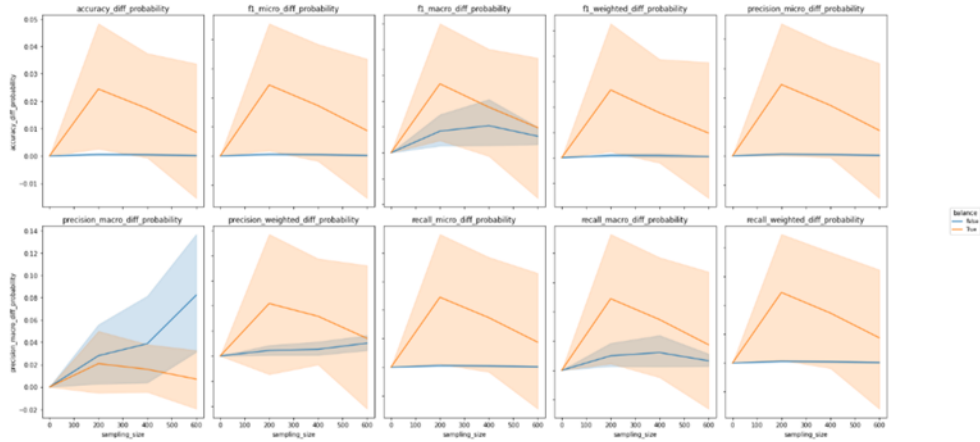 accuracy_diff_probability
f1_micro_diff_probability
f1_macro_diff_probability
f1_weighted_diff_probability
precision_micro_diff_probability
accuracy_diff_probability
0.05
0.04
0.03
0.02
0.01
0.00
−0.01
precision_macro_diff_probability
precision_weighted_diff_probability
recall_micro_diff_probability
recall_macro_diff_probability
recall_weighted_diff_probability
balance
False
True
precision_macro_diff_probability
0.14
0.12
0.10
0.08
0.06
0.04
0.02
0.00
−0.02
0 100 200 300 400 500 600
0 100 200 300 400 500 600
0 100 200 300 400 500 600
0 100 200 300 400 500 600
0 100 200 300 400 500 600
sampling_size
sampling_size
sampling_size
sampling_size
sampling_size